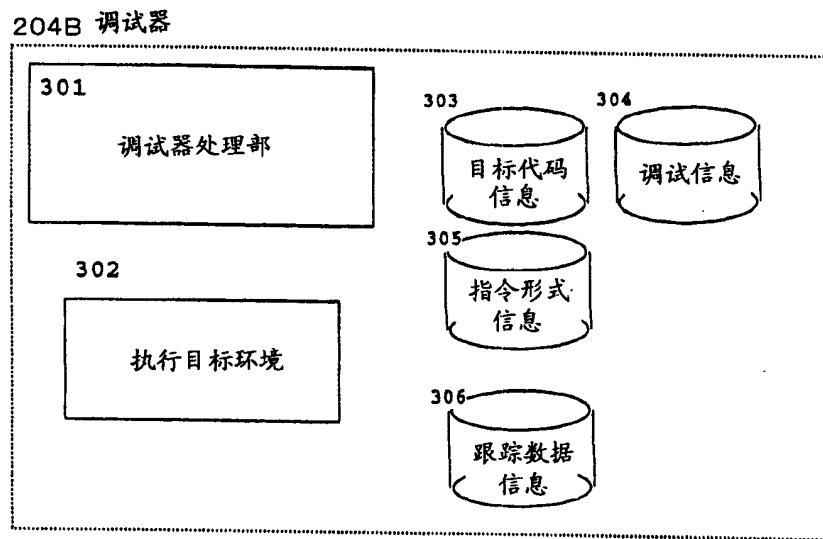 204B 调试器
301
调试器处理部
303
304
目标代码
信息
调试信息
302
305
指令形式
信息
执行目标环境
306
跟踪数据
信息